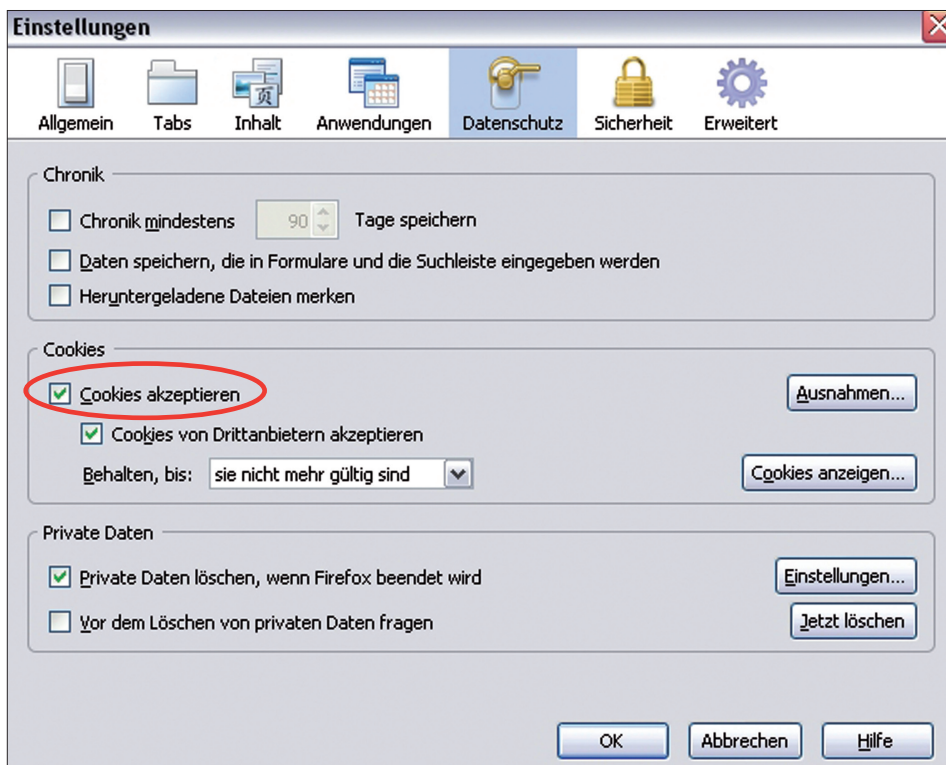 Einstellungen
Allgemein Tabs Inhalt Anwendungen Datenschutz Sicherheit Erweitert
Chronik
Chronik mindestens 90 Tage speichern
Daten speichern, die in Formulare und die Suchleiste eingegeben werden
Heruntergeladene Dateien merken
Cookies
Cookies akzeptieren Ausnahmen...
Cookies von Drittanbietern akzeptieren
Behalten, bis: sie nicht mehr gültig sind Cookies anzeigen...
Private Daten
Private Daten löschen, wenn Firefox beendet wird Einstellungen...
Vor dem Löschen von privaten Daten fragen Jetzt löschen
OK Abbrechen Hilfe